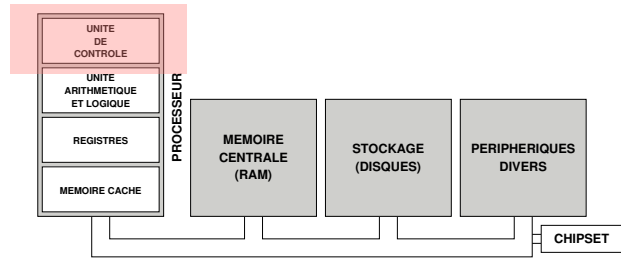 UNITE
DE
CONTROLE
UNITE
ARITHMETIQUE
ET LOGIQUE
REGISTRES
MEMOIRE CACHE
PROCESSEUR
MEMOIRE
CENTRALE
(RAM)
STOCKAGE
(DISQUES)
PERIPHERIQUES
DIVERS
CHIPSET